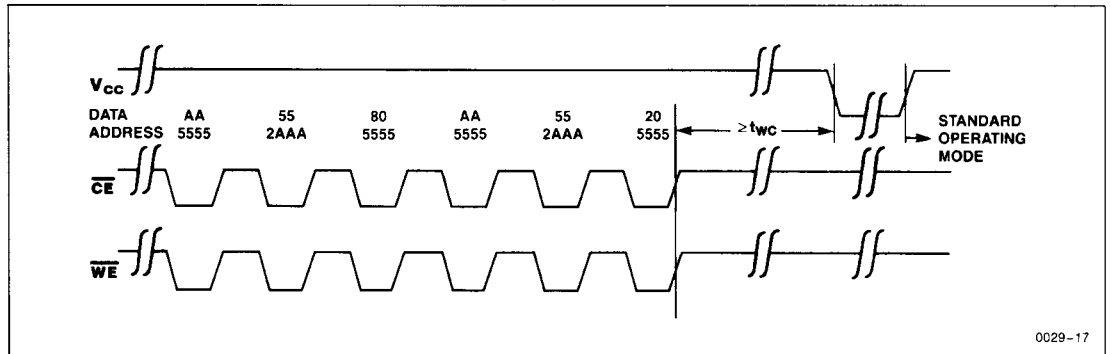 VCC
DATA AA 55 80 AA 55 20
ADDRESS 5555 2AAA 5555 5555 2AAA 5555
≥tWC
STANDARD
OPERATING
MODE
CE
WE
0029-17